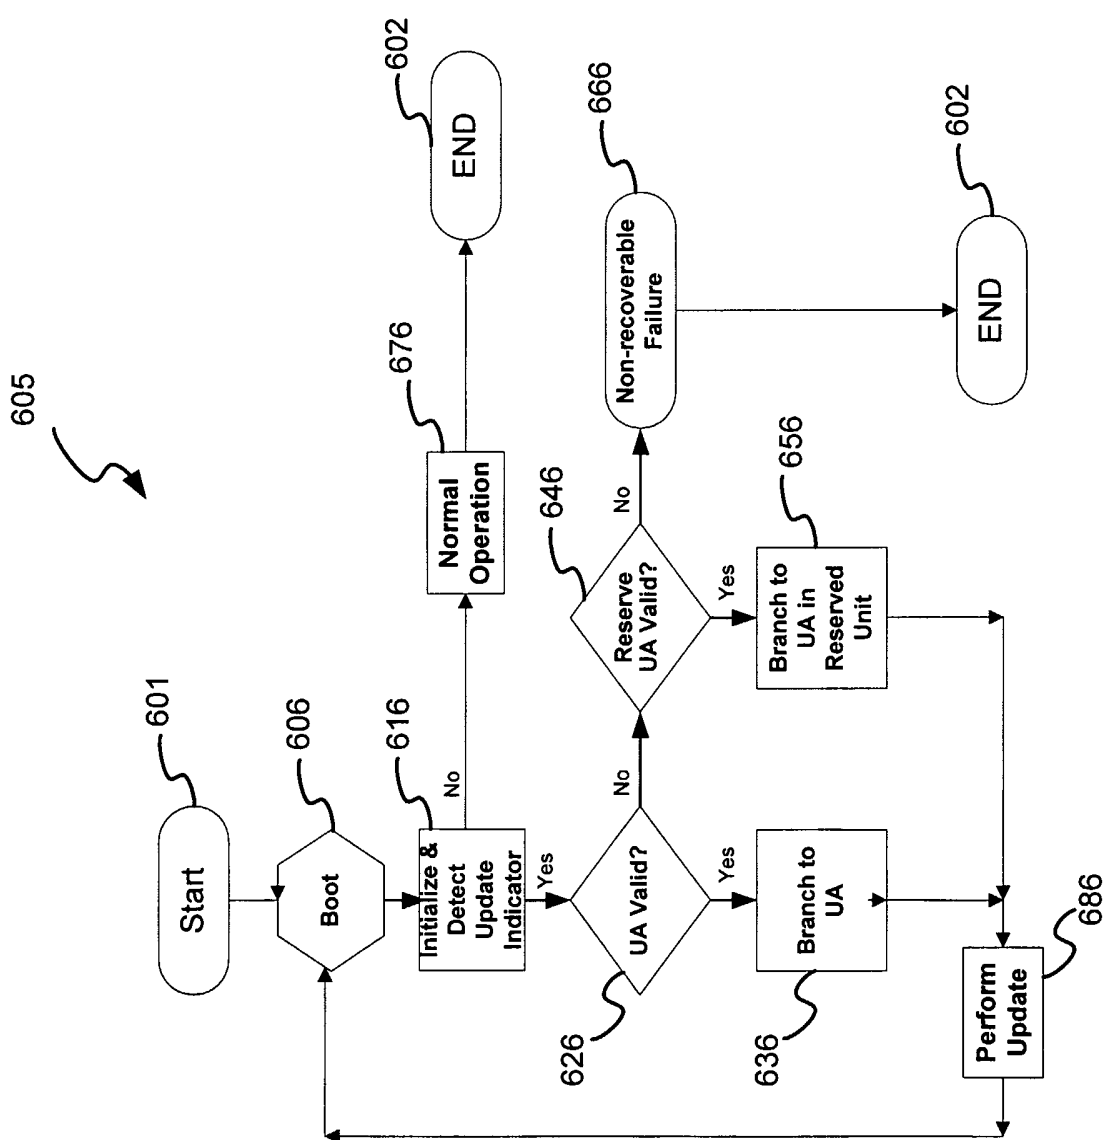 605
601
Start
606
Boot
616
Initialize &
Detect
Update
Indicator
No
676
Normal
Operation
602
END
Yes
626
UA Valid?
No
646
Reserve
UA Valid?
No
666
Non-recoverable
Failure
602
END
Yes
636
Branch to
UA
Yes
656
Branch to
UA in
Reserved
Unit
686
Perform
Update